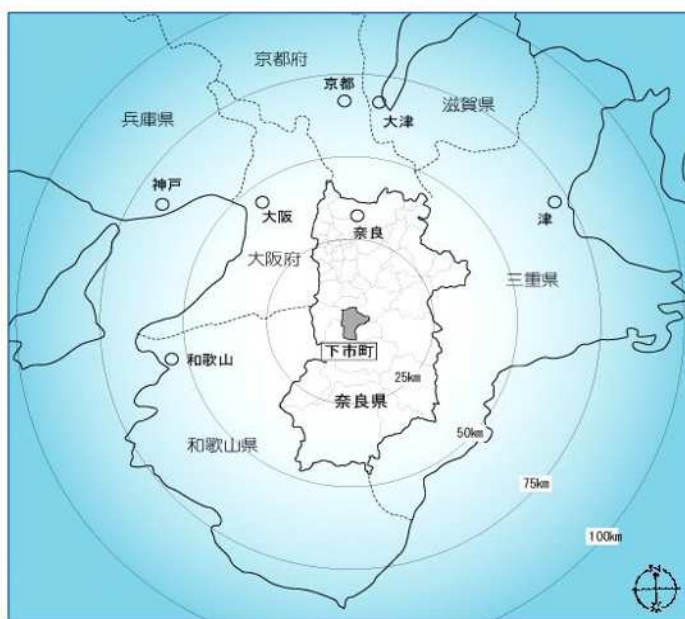 京都府
京都
大津
滋賀県
兵庫県
神戸
大阪
奈良
津
大阪府
三重県
下市町
和歌山
25km
奈良県
50km
和歌山県
75km
100km
N